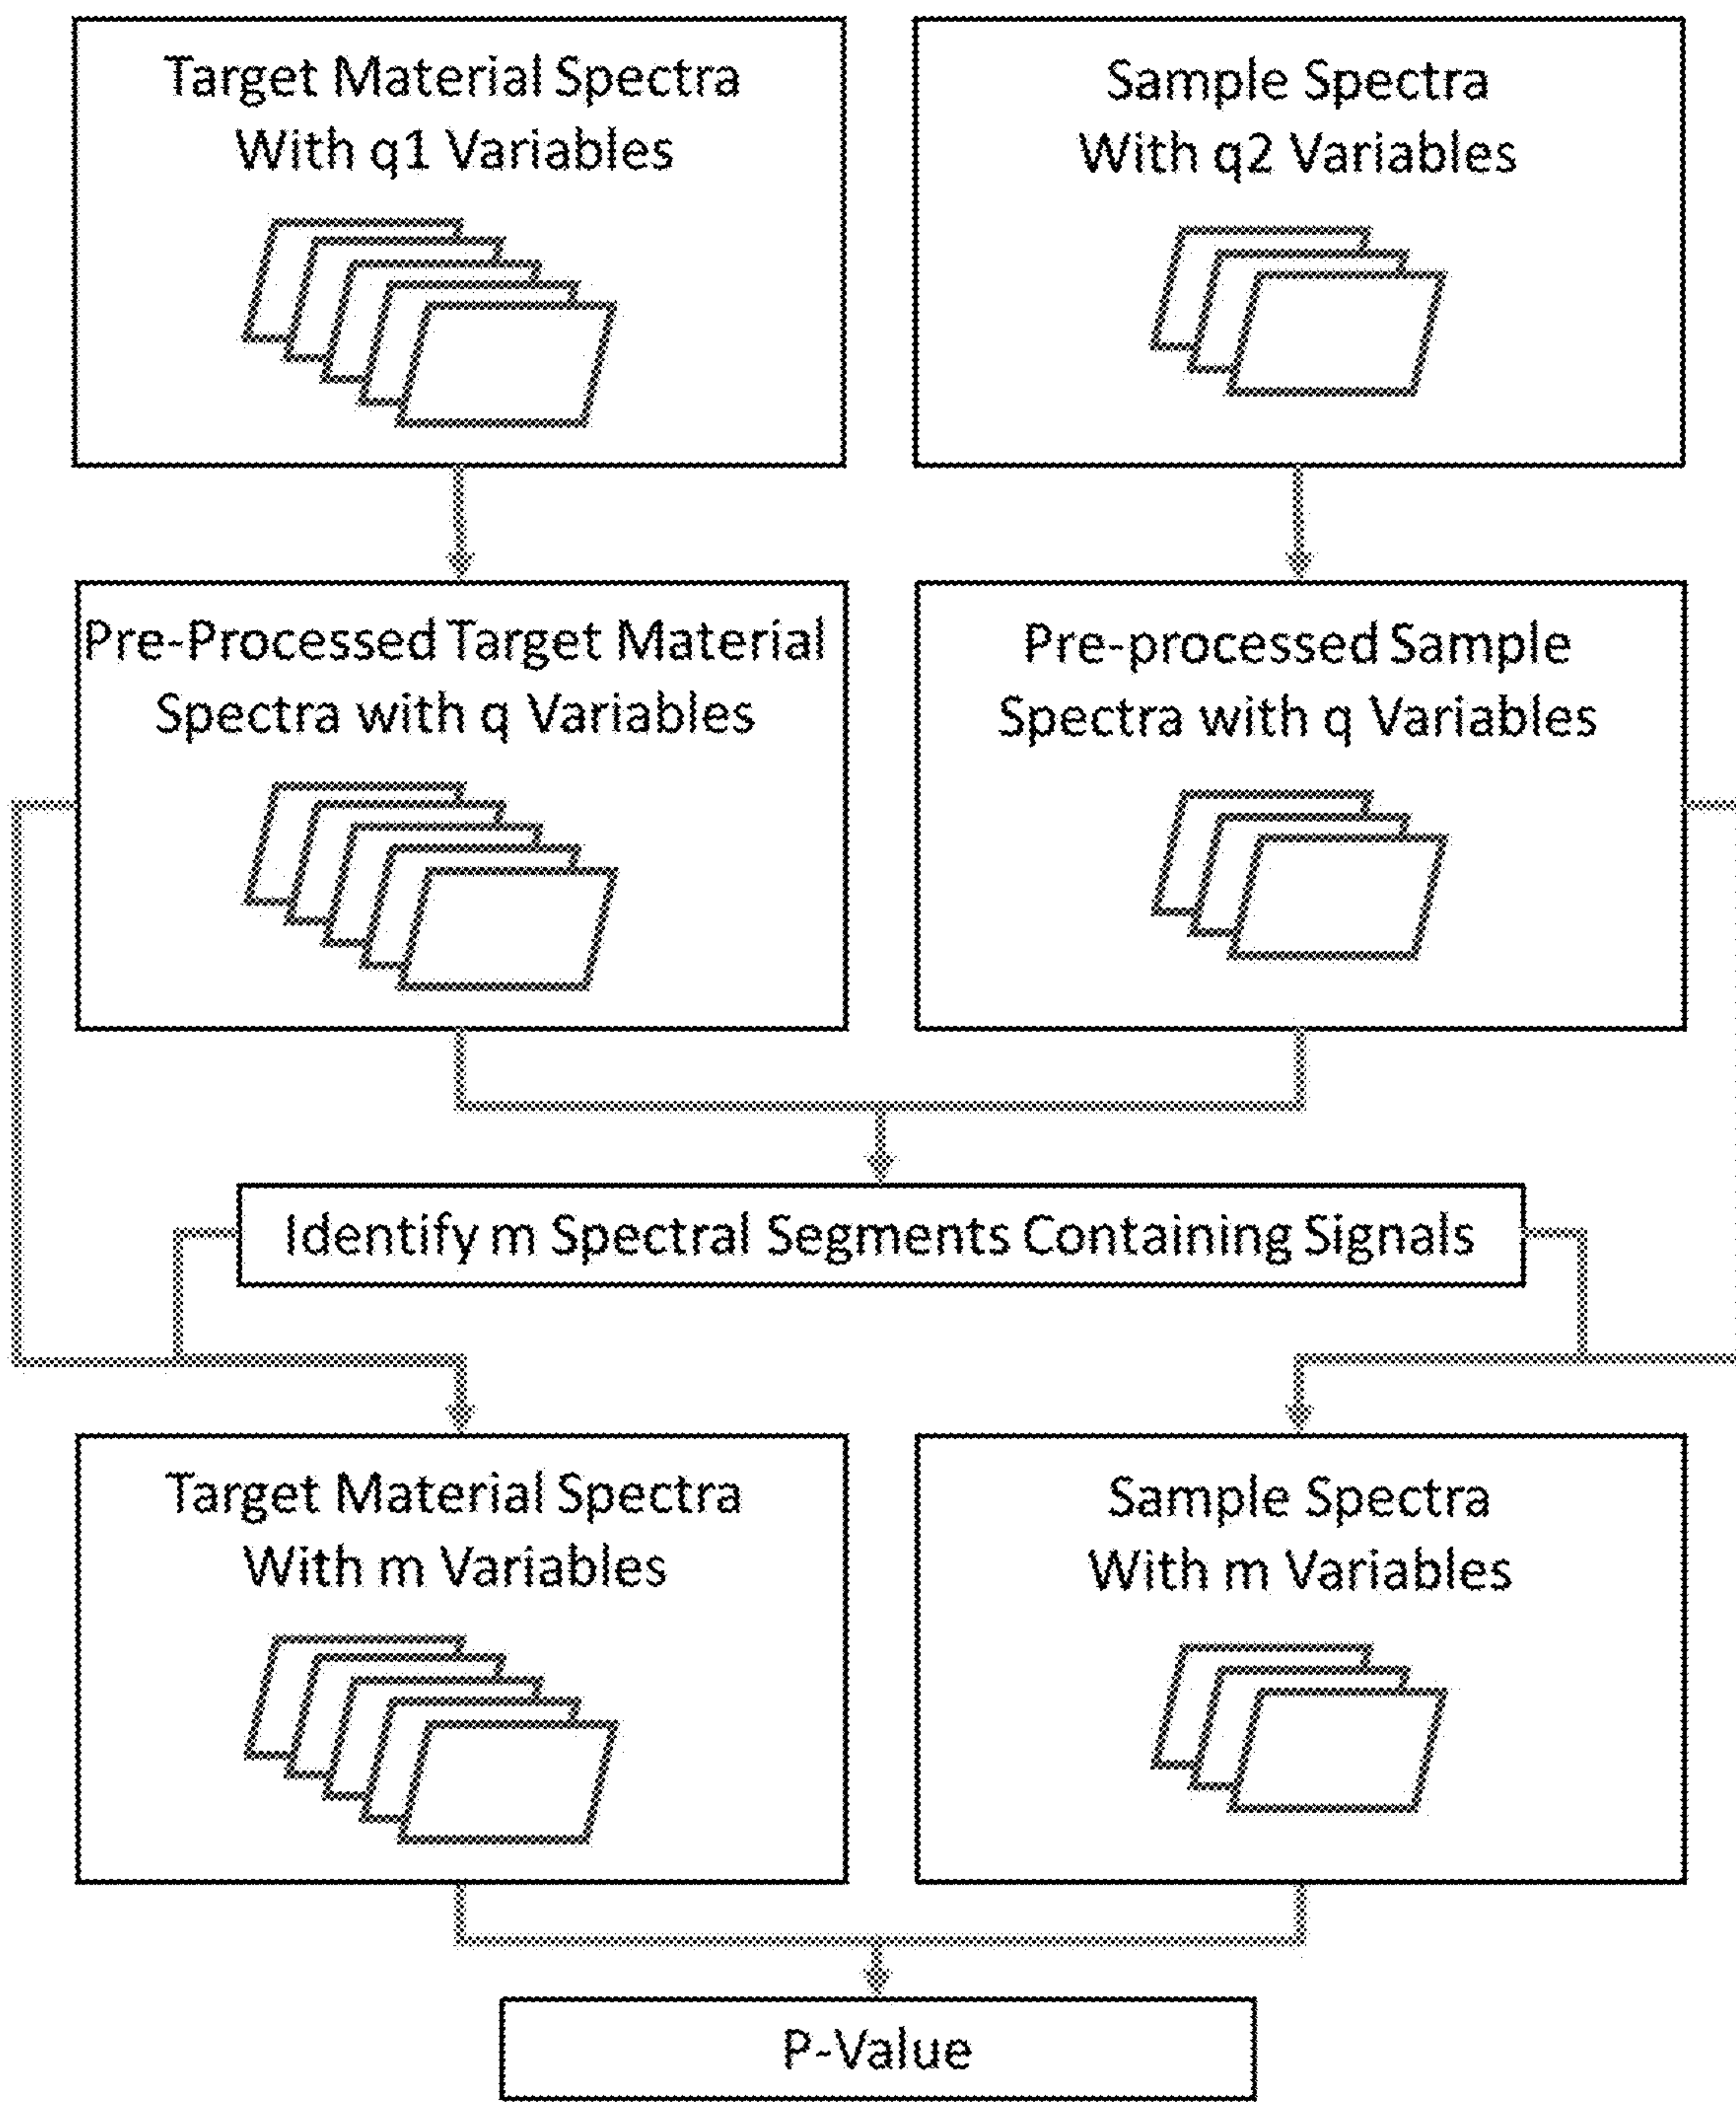 Target Material Spectra
With q1 Variables
Sample Spectra
With q2 Variables
Pre-Processed Target Material
Spectra with q Variables
Pre-processed Sample
Spectra with q Variables
Identify m Spectral Segments Containing Signals
Target Material Spectra
With m Variables
Sample Spectra
With m Variables
P-Value